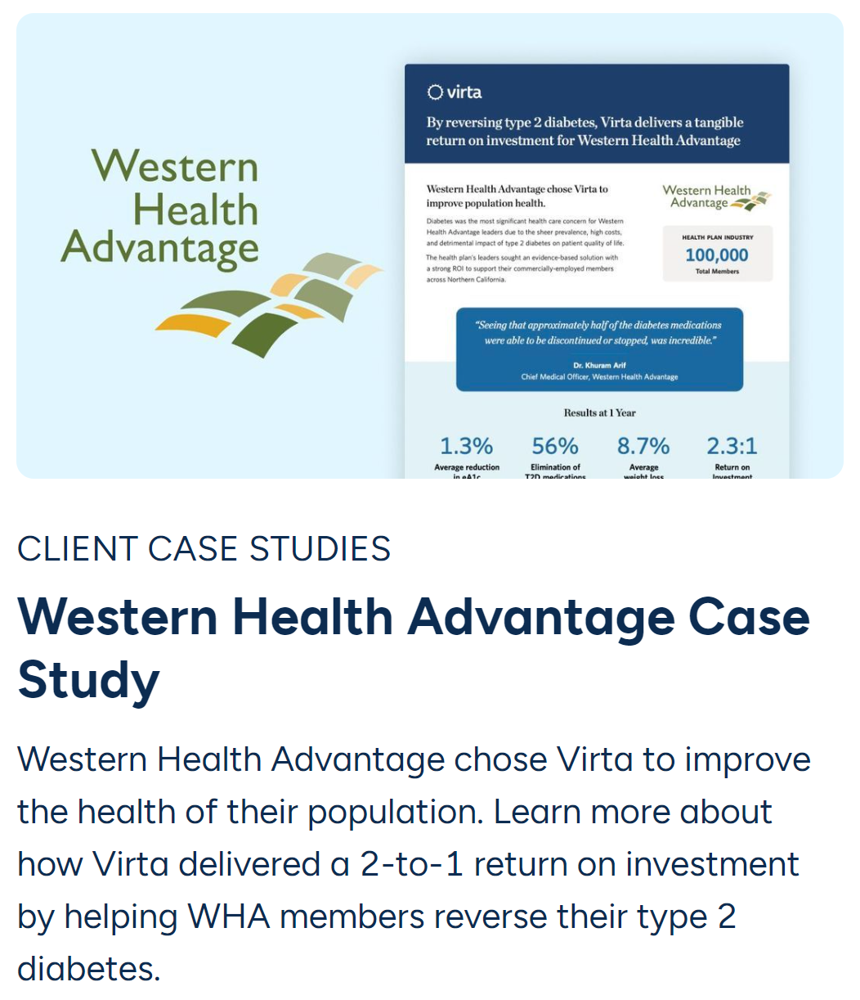 Western
Health
Advantage
virta
By reversing type 2 diabetes, Virta delivers a tangible
return on investment for Western Health Advantage
Western Health Advantage chose Virta to
improve population health.
Diabetes was the most significant health care concern for Western
Health Advantage leaders due to the sheer prevalence, high costs,
and detrimental impact of type 2 diabetes on patient quality of life.
The health plan's leaders sought an evidence-based solution with
a strong ROI to support their commercially-employed members
across Northern California.
Western Health
Advantage
HEALTH PLAN INDUSTRY
100,000
Total Members
“Seeing that approximately half of the diabetes medications
were able to be discontinued or stopped, was incredible.”
Dr. Khuram Arif
Chief Medical Officer, Western Health Advantage
Results at 1 Year
1.3% 56% 8.7% 2.3:1
Average reduction Elimination of Average Return on
in eA1c T2D medications weight loss Investment
CLIENT CASE STUDIES
Western Health Advantage Case
Study
Western Health Advantage chose Virta to improve
the health of their population. Learn more about
how Virta delivered a 2-to-1 return on investment
by helping WHA members reverse their type 2
diabetes.